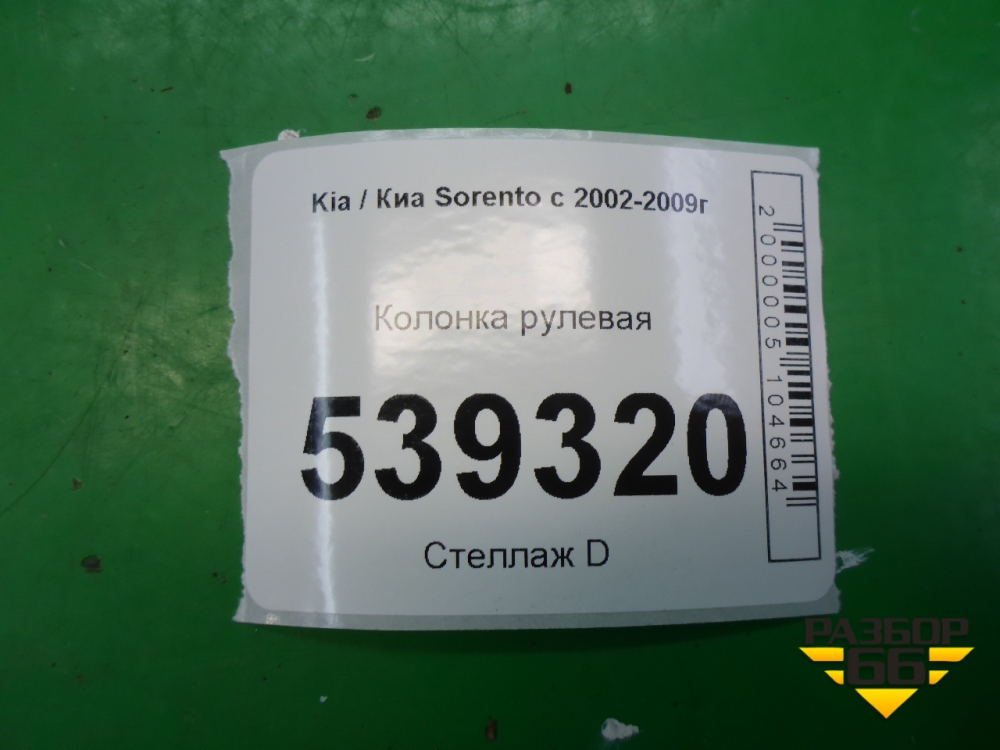 Kia / Киа Sorento с 2002-2009г
Колонка рулевая
539320
Стеллаж D
2000005104664
РАЗБОР
66